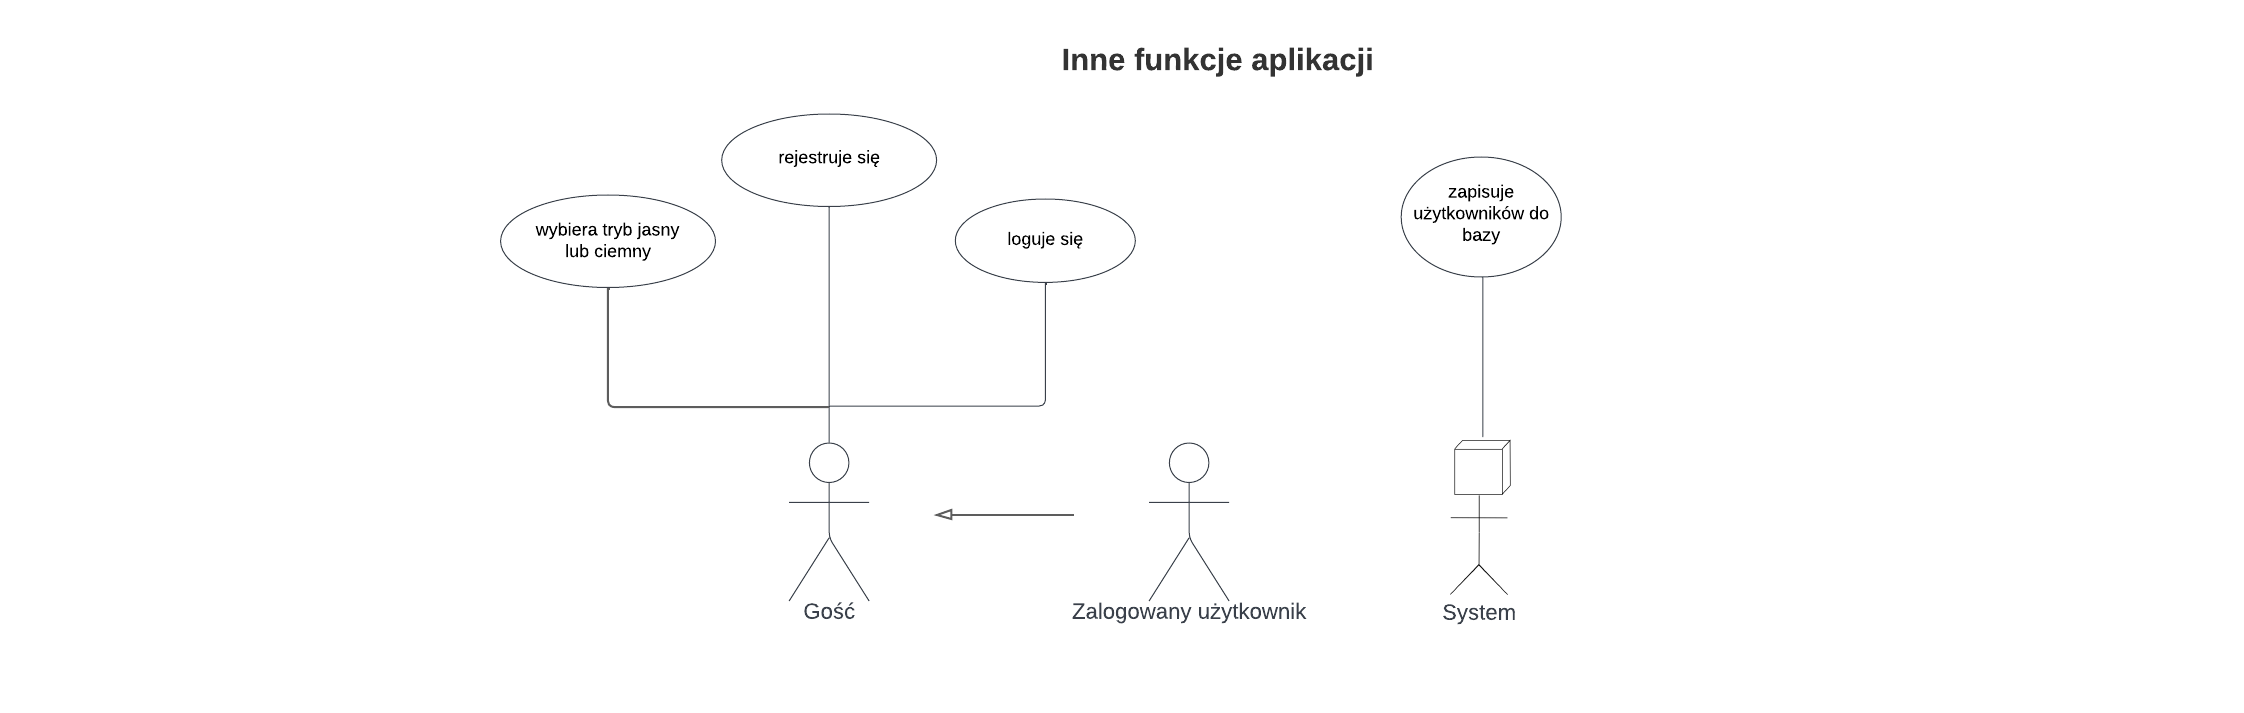 Inne funkcje aplikacji
rejestruje się
wybiera tryb jasny
lub ciemny
loguje się
zapisuje
użytkowników do
bazy
Gość
Zalogowany użytkownik
System